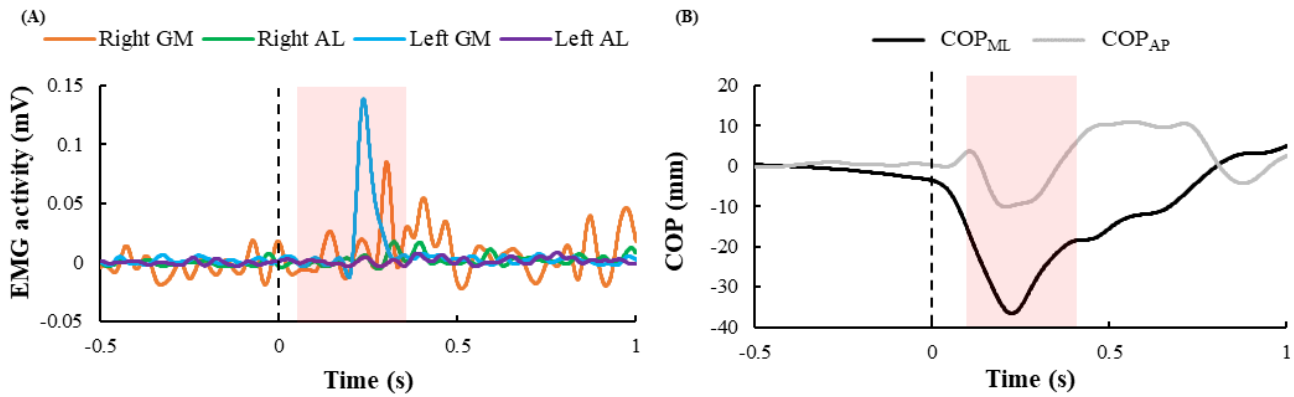 (A)
Right GM Right AL Left GM Left AL
0.15
0.1
0.05
0
-0.05
EMG activity (mV)
-0.5 0 0.5 1
Time (s)
(B)
COPML COPAP
20
10
0
-10
-20
-30
-40
COP (mm)
-0.5 0 0.5 1
Time (s)